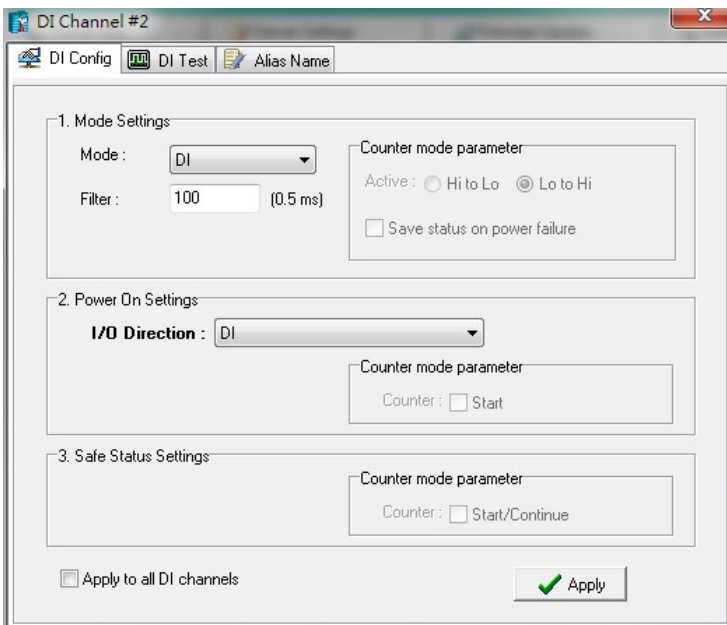 DI Channel #2
DI Config DI Test Alias Name
1. Mode Settings
Mode : DI
Filter : 100 (0.5 ms)
Counter mode parameter
Active : Hi to Lo Lo to Hi
Save status on power failure
2. Power On Settings
I/O Direction : DI
Counter mode parameter
Counter : Start
3. Safe Status Settings
Counter mode parameter
Counter : Start/Continue
Apply to all DI channels
Apply